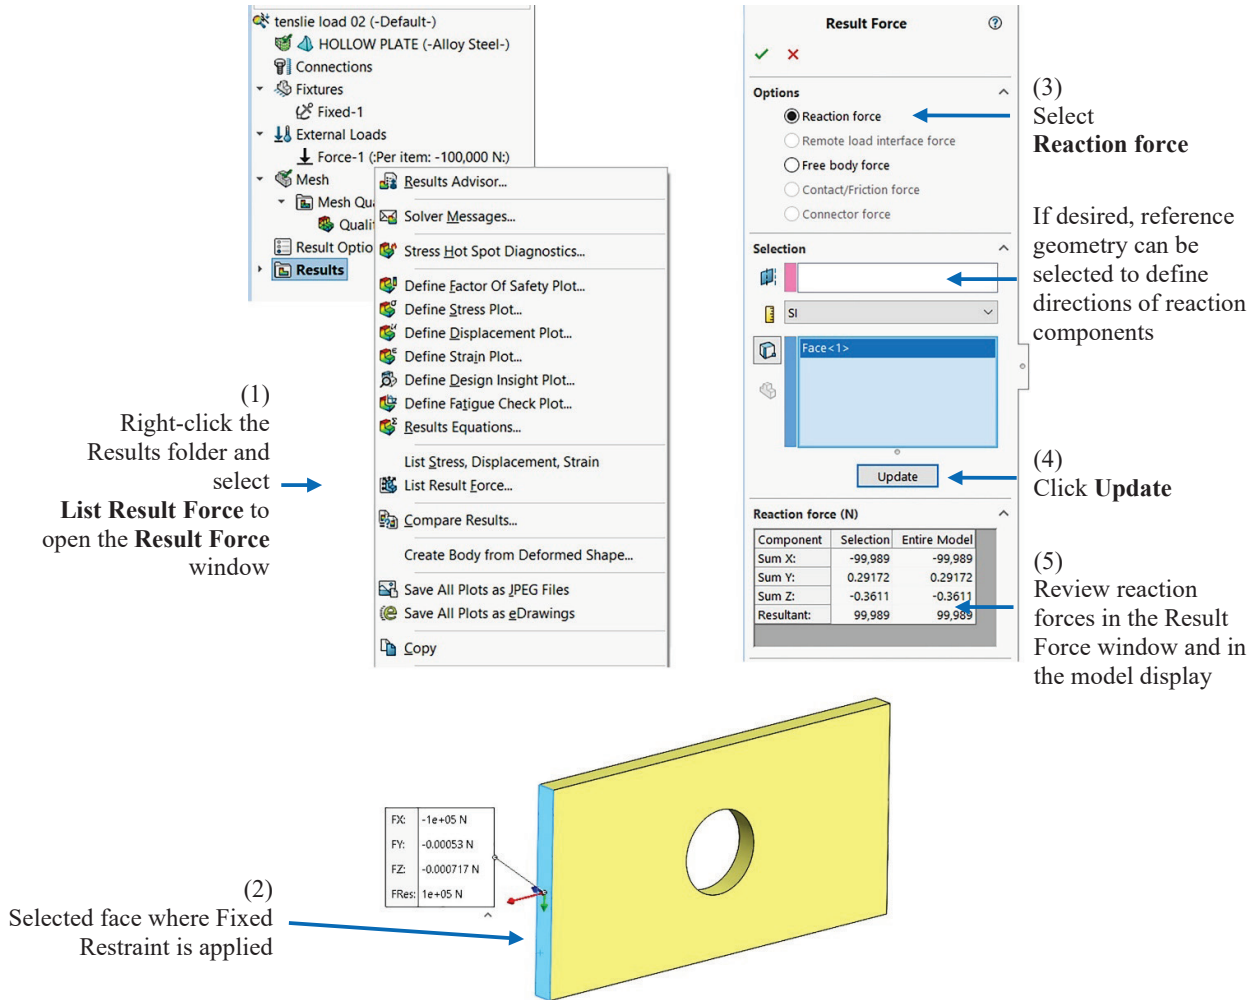 tenslie load 02 (-Default-)
HOLLOW PLATE (-Alloy Steel-)
Connections
Fixtures
Fixed-1
External Loads
Force-1 (:Per item: -100,000 N:)
Mesh
Mesh Qua
Qualit
Result Optio
Results
Results Advisor...
Solver Messages...
Stress Hot Spot Diagnostics...
Define Factor Of Safety Plot...
Define Stress Plot...
Define Displacement Plot...
Define Strain Plot...
Define Design Insight Plot...
Define Fatigue Check Plot...
Results Equations...
List Stress, Displacement, Strain
List Result Force...
Compare Results...
Create Body from Deformed Shape...
Save All Plots as JPEG Files
Save All Plots as eDrawings
Copy
(1)
Right-click the
Results folder and
select
List Result Force to
open the Result Force
window
Result Force
Options
Reaction force
Remote load interface force
Free body force
Contact/Friction force
Connector force
Selection
SI
Face<1>
Update
Reaction force (N)
Component Selection Entire Model
Sum X: -99,989 -99,989
Sum Y: 0.29172 0.29172
Sum Z: -0.3611 -0.3611
Resultant: 99,989 99,989
(3)
Select
Reaction force
If desired, reference
geometry can be
selected to define
directions of reaction
components
(4)
Click Update
(5)
Review reaction
forces in the Result
Force window and in
the model display
FX: -1e+05 N
FY: -0.00053 N
FZ: -0.000717 N
FRes: 1e+05 N
(2)
Selected face where Fixed
Restraint is applied